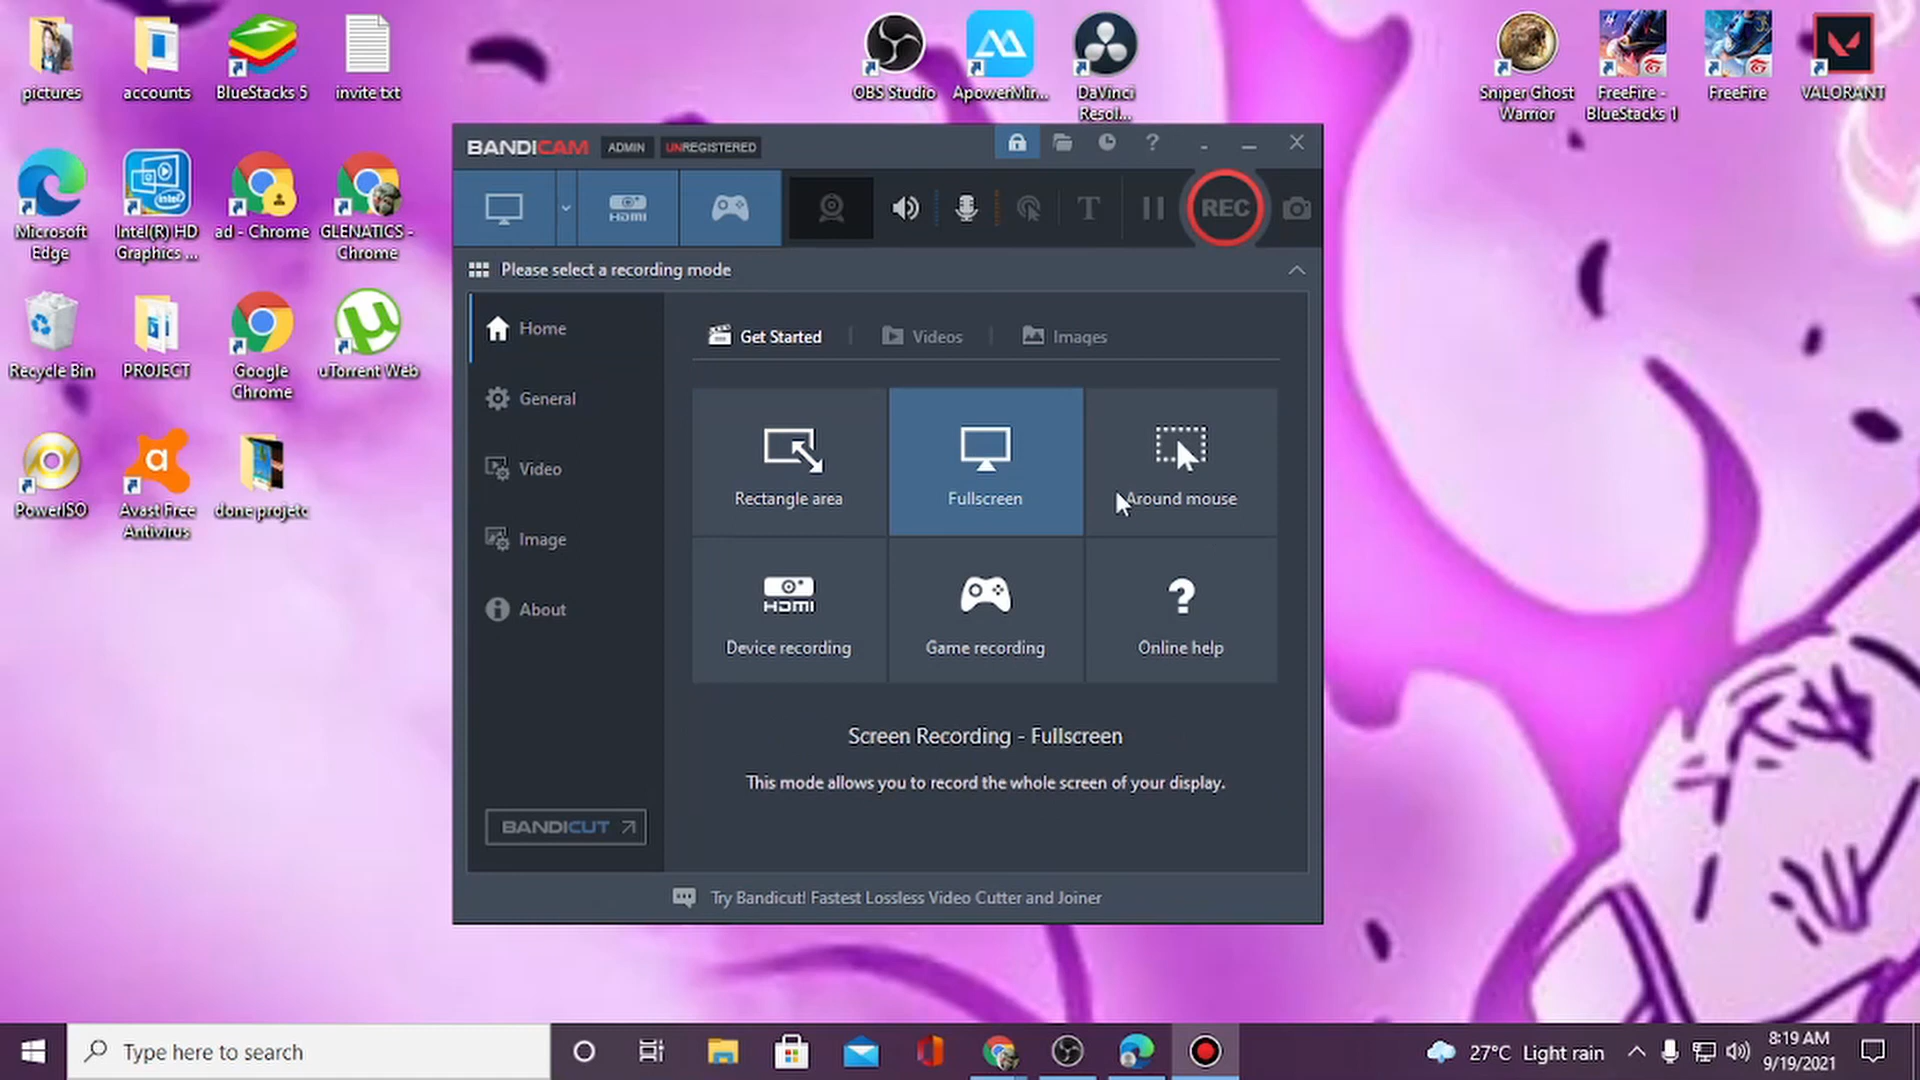 pictures
accounts
BlueStacks 5
invite txt
OBS Studio
ApowerMir...
DaVinci
Resol...
Sniper Ghost
Warrior
FreeFire -
BlueStacks 1
FreeFire
VALORANT
Microsoft
Edge
Intel(R) HD
Graphics ...
ad - Chrome
GLENATICS -
Chrome
Recycle Bin
PROJECT
Google
Chrome
uTorrent Web
PowerISO
Avast Free
Antivirus
done projetc
BANDICAM ADMIN UNREGISTERED
HDMI
T
REC
Please select a recording mode
Home
General
Video
Image
About
BANDICUT
Get Started
Videos
Images
Rectangle area
Fullscreen
Around mouse
HDMI
Device recording
Game recording
Online help
Screen Recording - Fullscreen
This mode allows you to record the whole screen of your display.
Try Bandicut! Fastest Lossless Video Cutter and Joiner
Type here to search
27°C Light rain
8:19 AM
9/19/2021